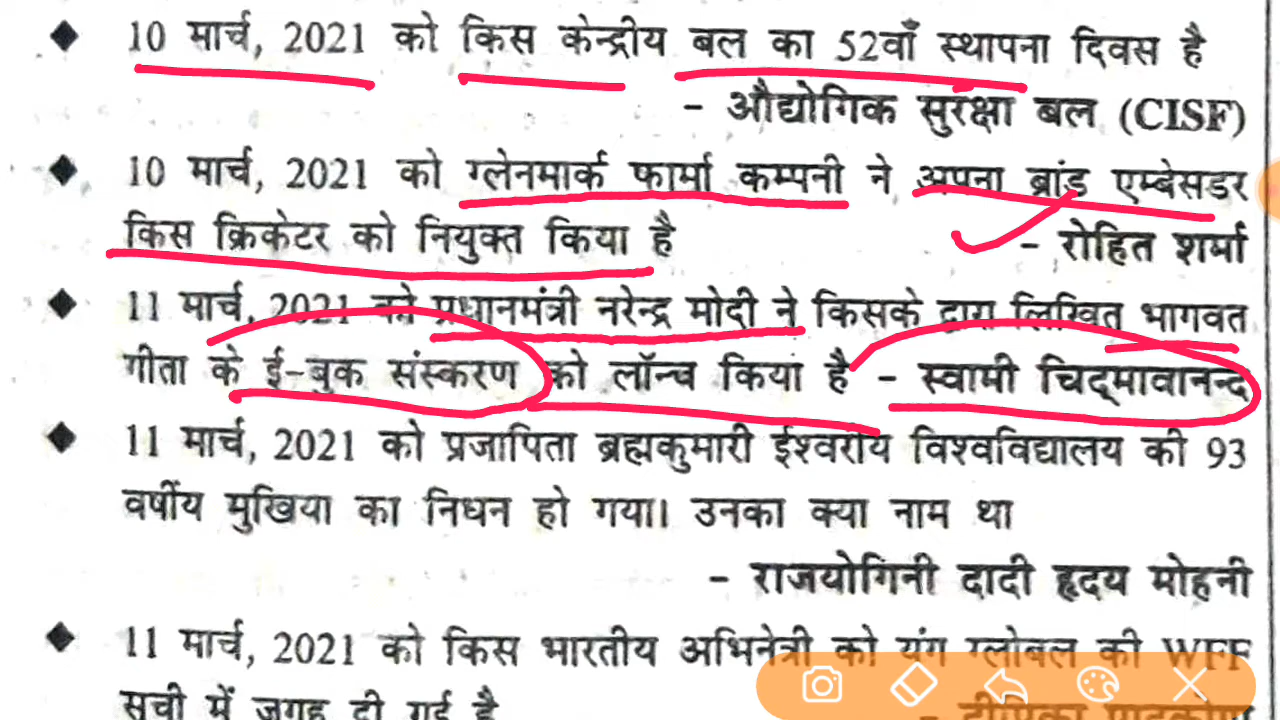 ◆ 10 मार्च, 2021 को किस केन्द्रीय बल का 52वाँ स्थापना दिवस है
- औद्योगिक सुरक्षा बल (CISF)
◆ 10 मार्च, 2021 को ग्लेनमार्क फार्मा कम्पनी ने अपना ब्रांड एम्बेसडर
किस क्रिकेटर को नियुक्त किया है - रोहित शर्मा
◆ 11 मार्च, 2021 को प्रधानमंत्री नरेन्द्र मोदी ने किसके द्वारा लिखित भागवत
गीता के ई-बुक संस्करण को लॉन्च किया है - स्वामी चिद्मावानन्द
◆ 11 मार्च, 2021 को प्रजापिता ब्रह्मकुमारी ईश्वरीय विश्वविद्यालय की 93
वर्षीय मुखिया का निधन हो गया। उनका क्या नाम था
- राजयोगिनी दादी हृदय मोहनी
◆ 11 मार्च, 2021 को किस भारतीय अभिनेत्री को यंग ग्लोबल की
सूची में जगह दी गई है -